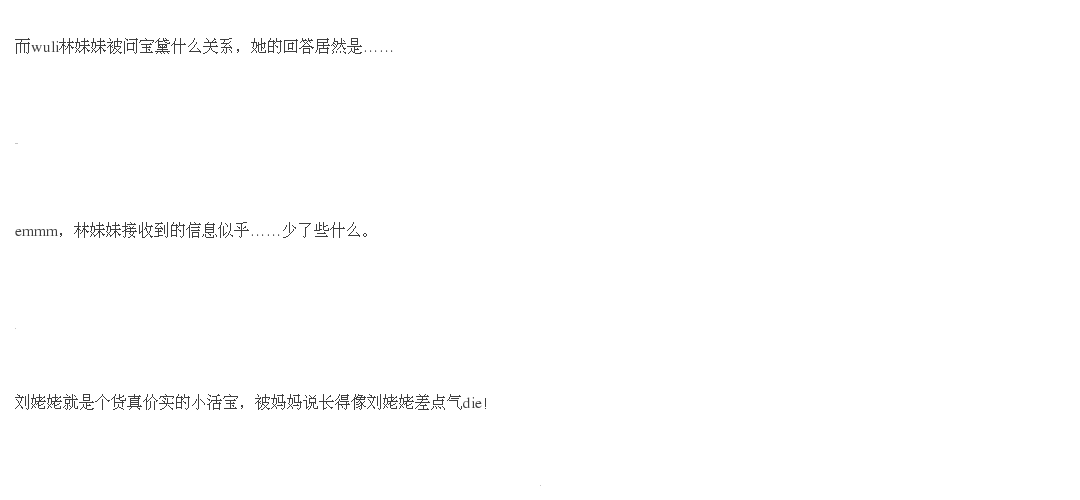 而wuli林妹妹被问宝黛什么关系，她的回答居然是……
emmm，林妹妹接收到的信息似乎……少了些什么。
刘姥姥就是个货真价实的小活宝，被妈妈说长得像刘姥姥差点气die!